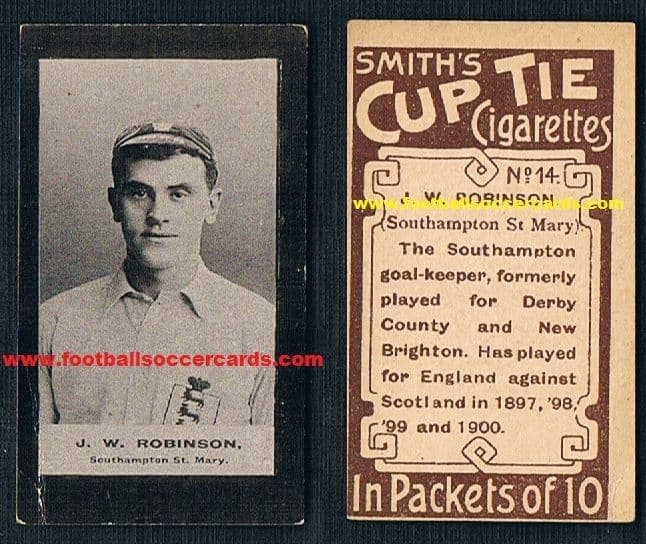 J. W. ROBINSON,
Southampton St. Mary.
www.footballsoccercards.com
SMITH'S
CUP TIE
Cigarettes
No 14.
J. W. ROBINSON
www.footballsoccercards.com
(Southampton St Mary).
The Southampton
goal-keeper, formerly
played for Derby
County and New
Brighton. Has played
for England against
Scotland in 1897, '98,
'99 and 1900.
In Packets of 10